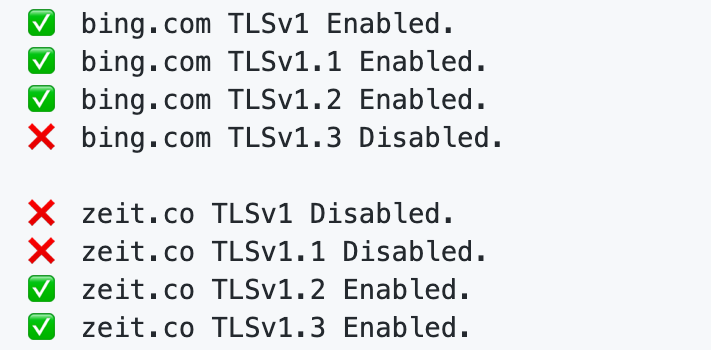 ✅ bing.com TLSv1 Enabled.
✅ bing.com TLSv1.1 Enabled.
✅ bing.com TLSv1.2 Enabled.
❌ bing.com TLSv1.3 Disabled.
❌ zeit.co TLSv1 Disabled.
❌ zeit.co TLSv1.1 Disabled.
✅ zeit.co TLSv1.2 Enabled.
✅ zeit.co TLSv1.3 Enabled.